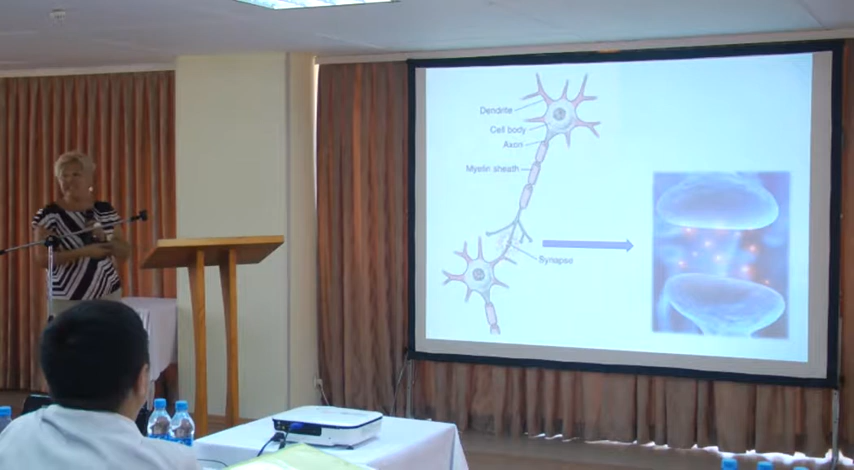 Dendrite
Cell body
Axon
Myelin sheath
Synapse